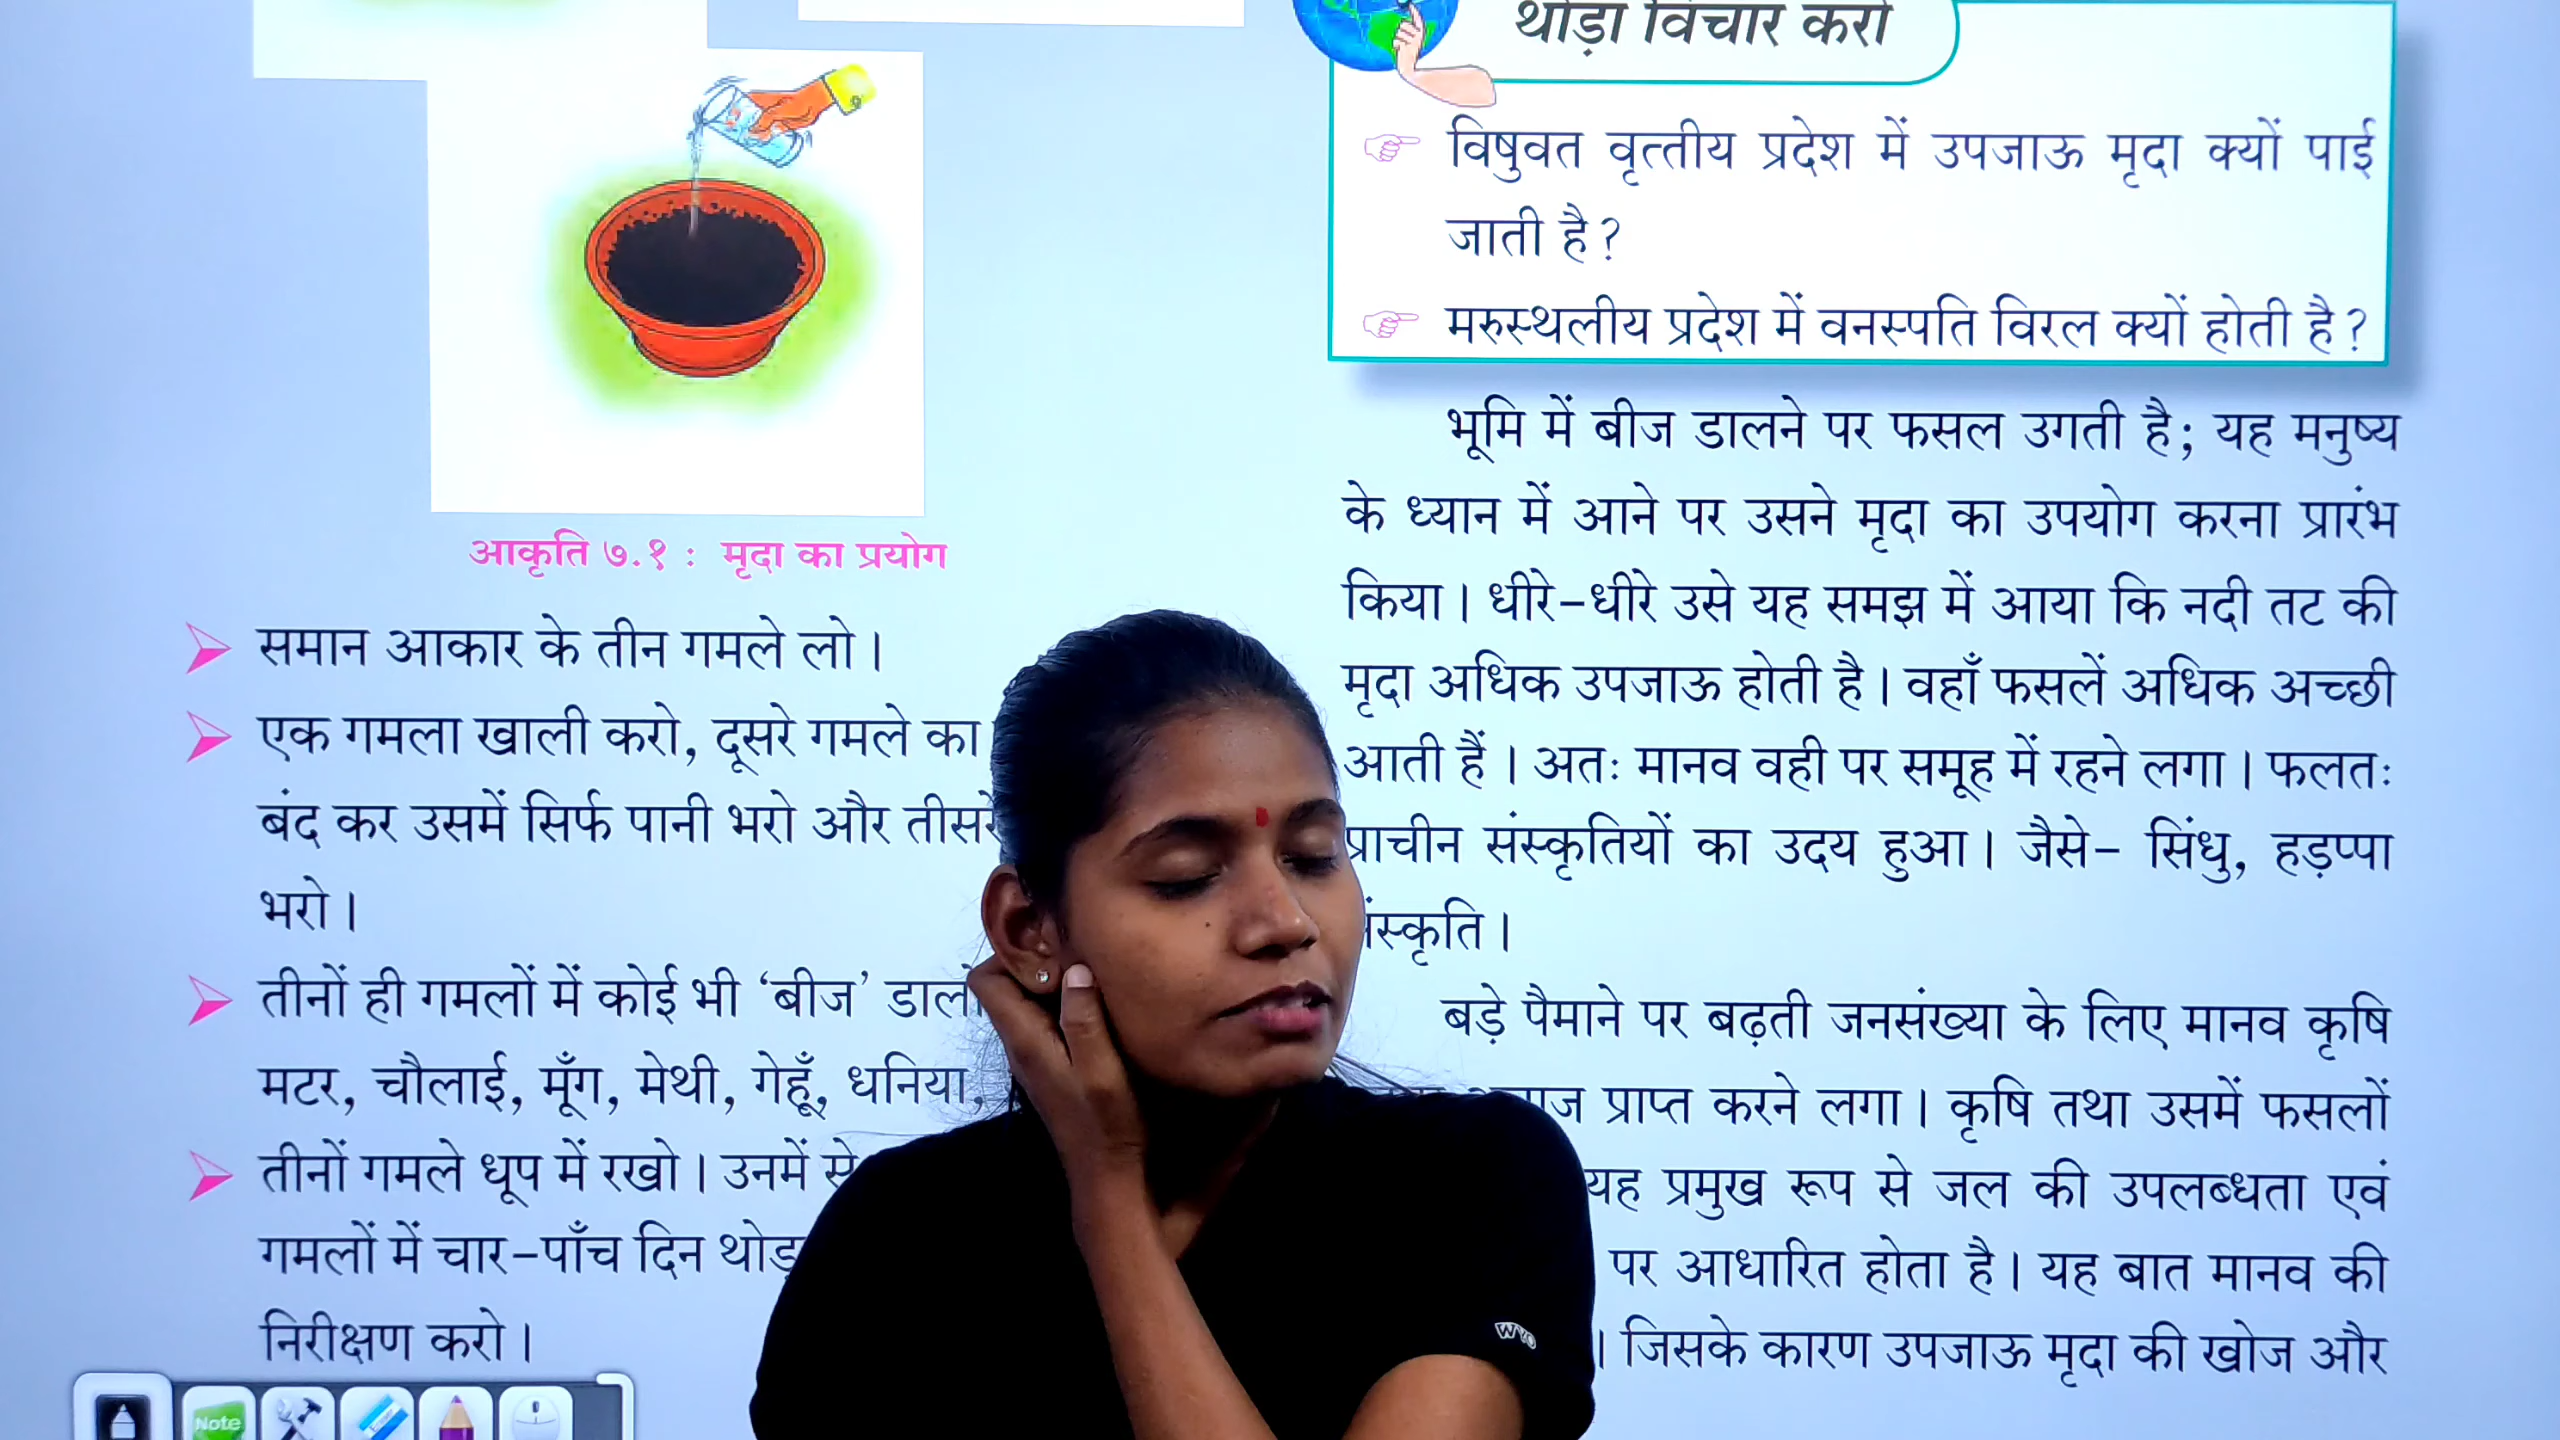 आकृति ७.१ : मृदा का प्रयोग
समान आकार के तीन गमले लो।
एक गमला खाली करो, दूसरे गमले का
बंद कर उसमें सिर्फ पानी भरो और तीसरे
भरो।
तीनों ही गमलों में कोई भी ‘बीज’ डालो
मटर, चौलाई, मूँग, मेथी, गेहूँ, धनिया,
तीनों गमले धूप में रखो। उनमें से
गमलों में चार-पाँच दिन
निरीक्षण करो।
Note
थोड़ा विचार करो
विषुवत वृत्तीय प्रदेश में उपजाऊ मृदा क्यों पाई
जाती है?
मरुस्थलीय प्रदेश में वनस्पति विरल क्यों होती है?
भूमि में बीज डालने पर फसल उगती है; यह मनुष्य
के ध्यान में आने पर उसने मृदा का उपयोग करना प्रारंभ
किया। धीरे-धीरे उसे यह समझ में आया कि नदी तट की
मृदा अधिक उपजाऊ होती है। वहाँ फसलें अधिक अच्छी
आती हैं। अतः मानव वही पर समूह में रहने लगा। फलतः
प्राचीन संस्कृतियों का उदय हुआ। जैसे- सिंधु, हड़प्पा
संस्कृति।
बड़े पैमाने पर बढ़ती जनसंख्या के लिए मानव कृषि
प्राप्त करने लगा। कृषि तथा उसमें फसलों
यह प्रमुख रूप से जल की उपलब्धता एवं
पर आधारित होता है। यह बात मानव की
। जिसके कारण उपजाऊ मृदा की खोज और
WYO